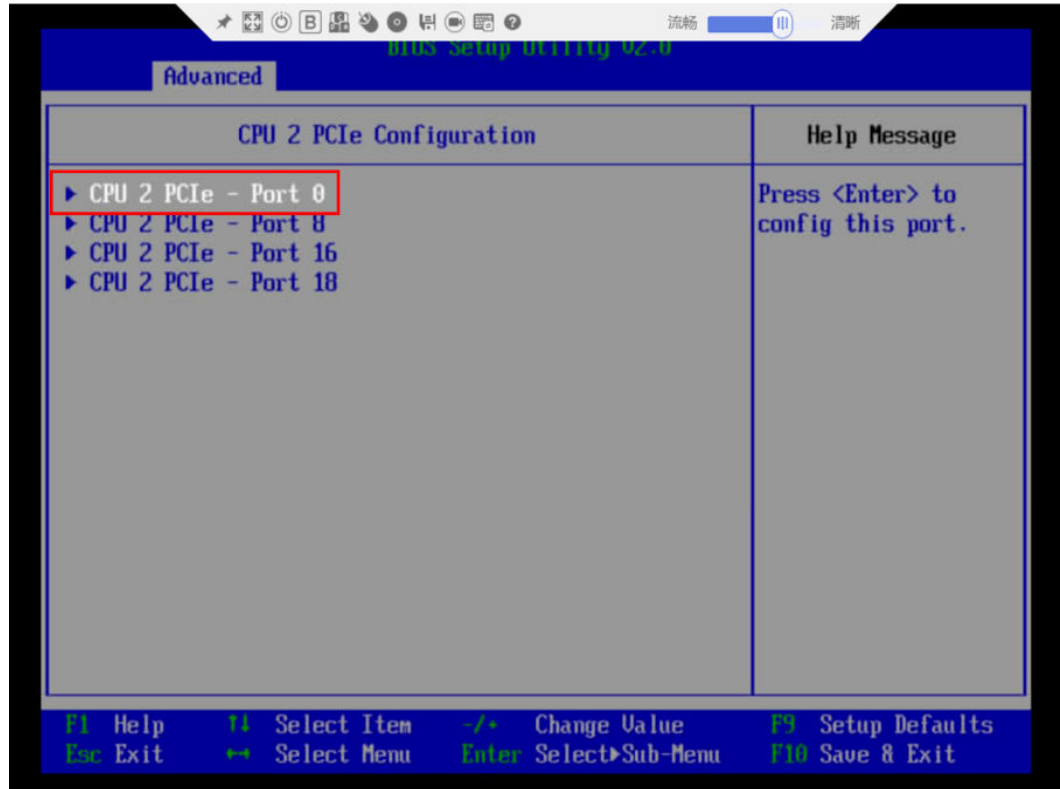 流畅 清晰
BIOS Setup Utility V2.0
Advanced
CPU 2 PCIe Configuration
Help Message
▶ CPU 2 PCIe - Port 0
▶ CPU 2 PCIe - Port 8
▶ CPU 2 PCIe - Port 16
▶ CPU 2 PCIe - Port 18
Press <Enter> to
config this port.
F1 Help ↑↓ Select Item -/+ Change Value F9 Setup Defaults
Esc Exit ←→ Select Menu Enter Select▶Sub-Menu F10 Save & Exit